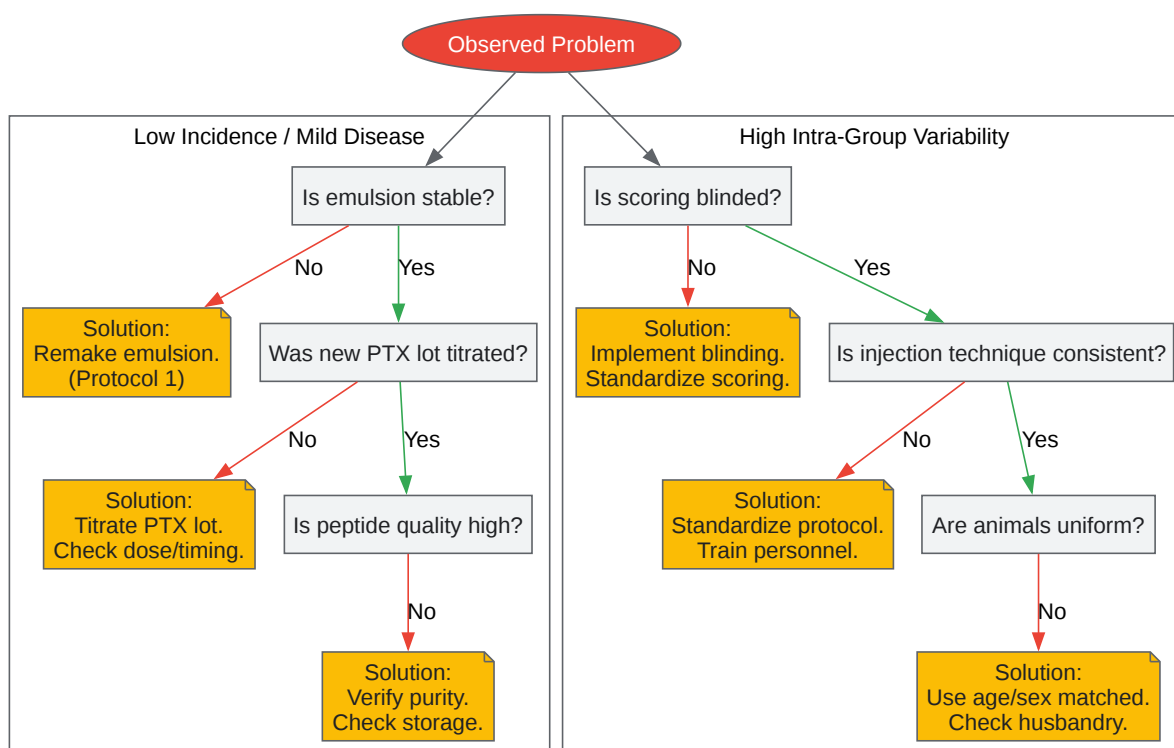 Observed Problem
Low Incidence / Mild Disease
Is emulsion stable?
No
Yes
Solution:
Remake emulsion.
(Protocol 1)
Was new PTX lot titrated?
No
Yes
Solution:
Titrate PTX lot.
Check dose/timing.
Is peptide quality high?
No
Solution:
Verify purity.
Check storage.
High Intra-Group Variability
Is scoring blinded?
No
Yes
Solution:
Implement blinding.
Standardize scoring.
Is injection technique consistent?
No
Yes
Solution:
Standardize protocol.
Train personnel.
Are animals uniform?
No
Solution:
Use age/sex matched.
Check husbandry.